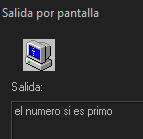 Salida por pantalla
Salida:
el numero si es primo